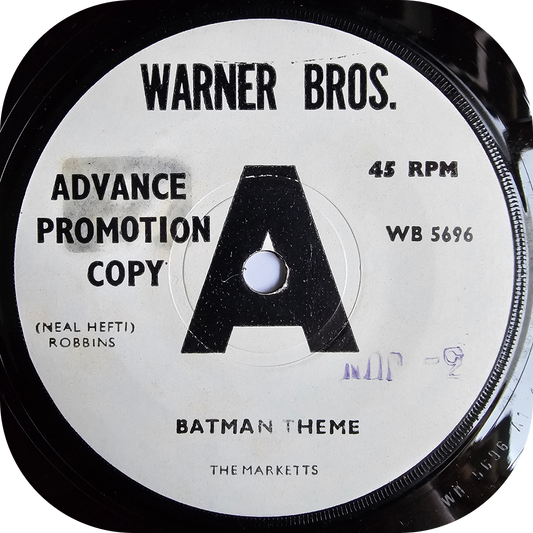 WARNER BROS.
45 RPM
ADVANCE
PROMOTION
COPY
A
WB 5696
(NEAL HEFTI)
ROBBINS
BATMAN THEME
THE MARKETTS